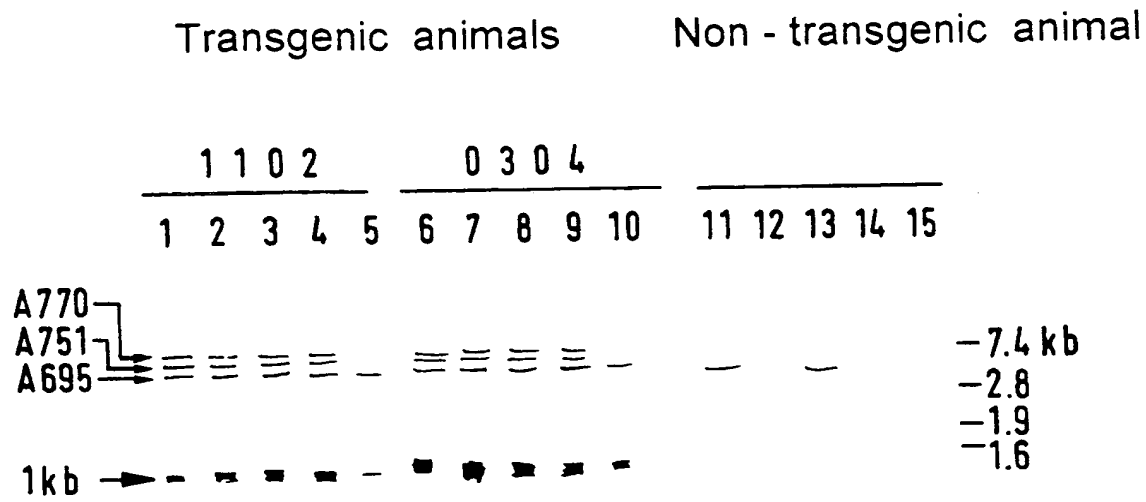 Transgenic animals Non - transgenic animal
1 1 0 2 0 3 0 4
1 2 3 4 5 6 7 8 9 10 11 12 13 14 15
A770
A751
A695
1kb
-7.4 kb
-2.8
-1.9
-1.6